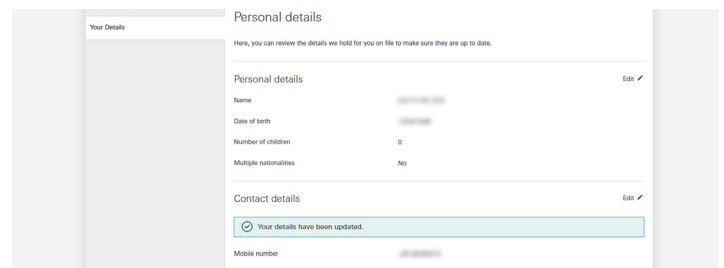 Personal details
Your Details
Here, you can review the details we hold for you on file to make sure they are up to date.
Personal details Edit
Name
Date of birth
Number of children 0
Multiple nationalities No
Contact details Edit
Your details have been updated.
Mobile number